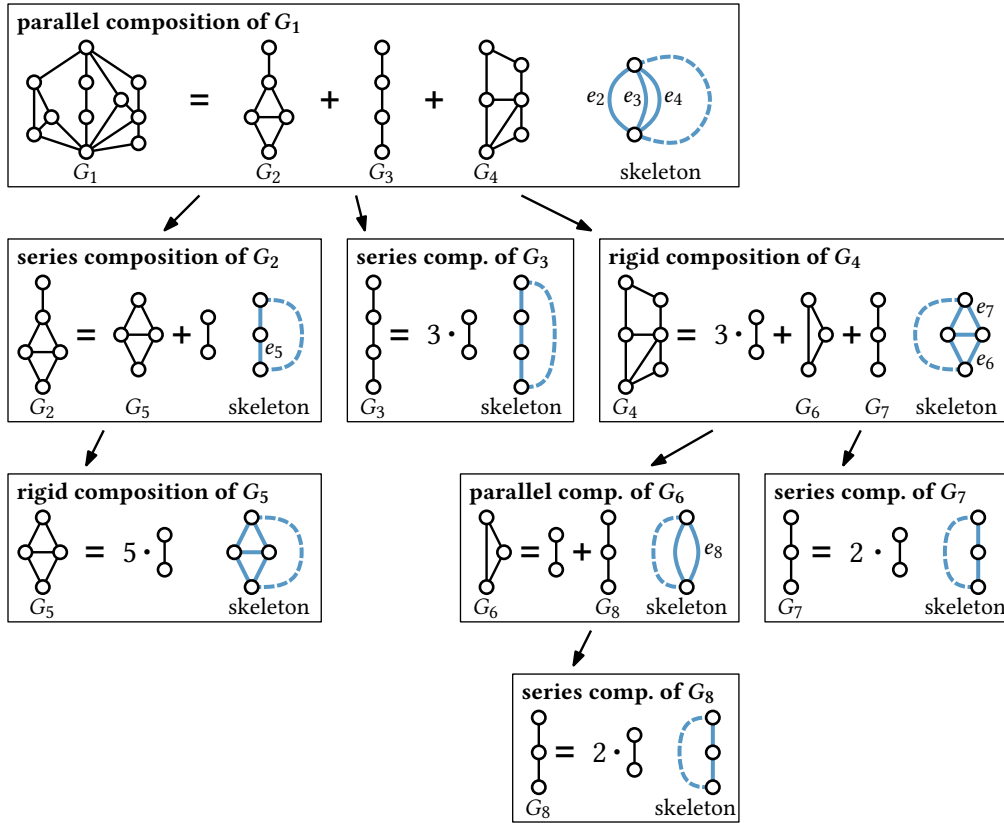 parallel composition of G₁
= + + e₂ e₃ e₄
G₁ G₂ G₃ G₄ skeleton
series composition of G₂
= + e₅
G₂ G₅ skeleton
series comp. of G₃
= 3 ·
G₃ skeleton
rigid composition of G₄
= 3 · + + e₇
e₆
G₄ G₆ G₇ skeleton
rigid composition of G₅
= 5 ·
G₅ skeleton
parallel comp. of G₆
= + e₈
G₆ G₈ skeleton
series comp. of G₇
= 2 ·
G₇ skeleton
series comp. of G₈
= 2 ·
G₈ skeleton